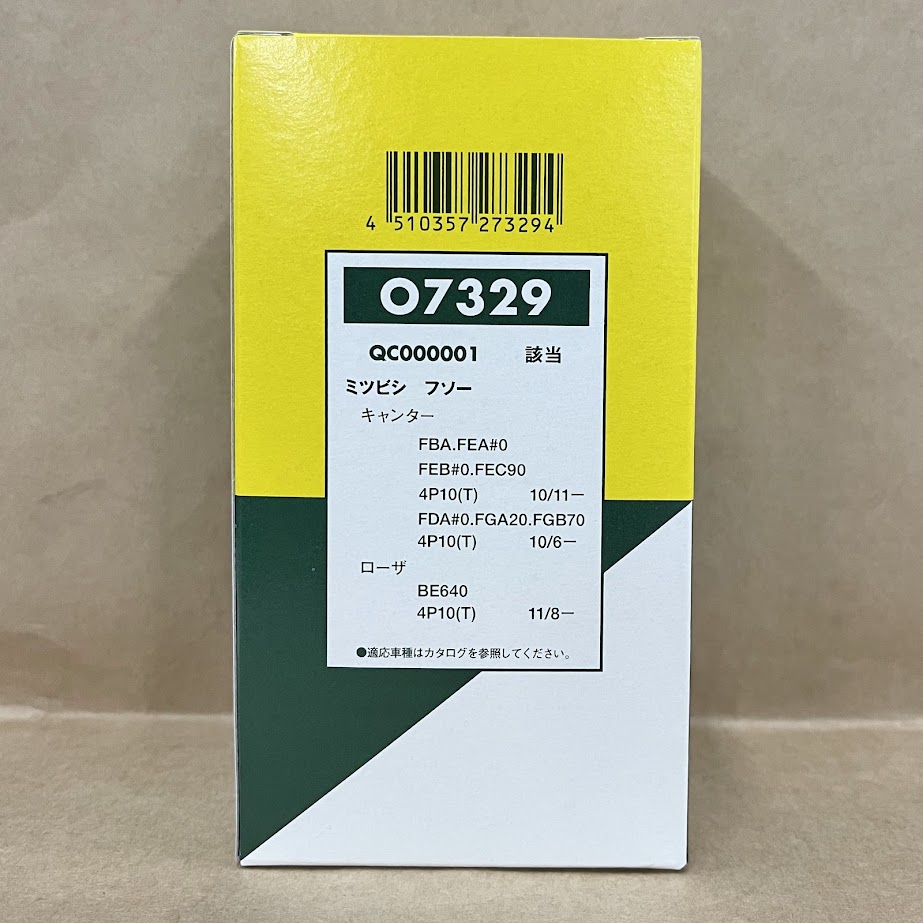 4 510357 273294
O7329
QC000001 該当
ミツビシ フソー
キャンター
FBA.FEA#0
FEB#0.FEC90
4P10(T) 10/11ー
FDA#0.FGA20.FGB70
4P10(T) 10/6ー
ローザ
BE640
4P10(T) 11/8ー
●適応車種はカタログを参照してください。